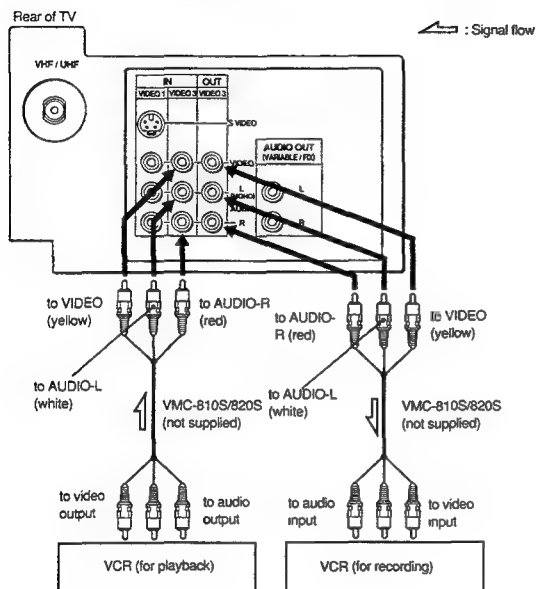 Rear of TV
: Signal flow
VHF / UHF
IN
OUT
VIDEO 1
VIDEO 3
VIDEO 3
S VIDEO
AUDIO OUT
(VARIABLE / FIX)
VIDEO
L
(MONO)
AUDIO
R
L
R
to VIDEO
(yellow)
to AUDIO-R
(red)
to AUDIO-
R (red)
to VIDEO
(yellow)
to AUDIO-L
(white)
VMC-810S/820S
(not supplied)
to AUDIO-L
(white)
VMC-810S/820S
(not supplied)
to video
output
to audio
output
to audio
input
to video
input
VCR (for playback)
VCR (for recording)